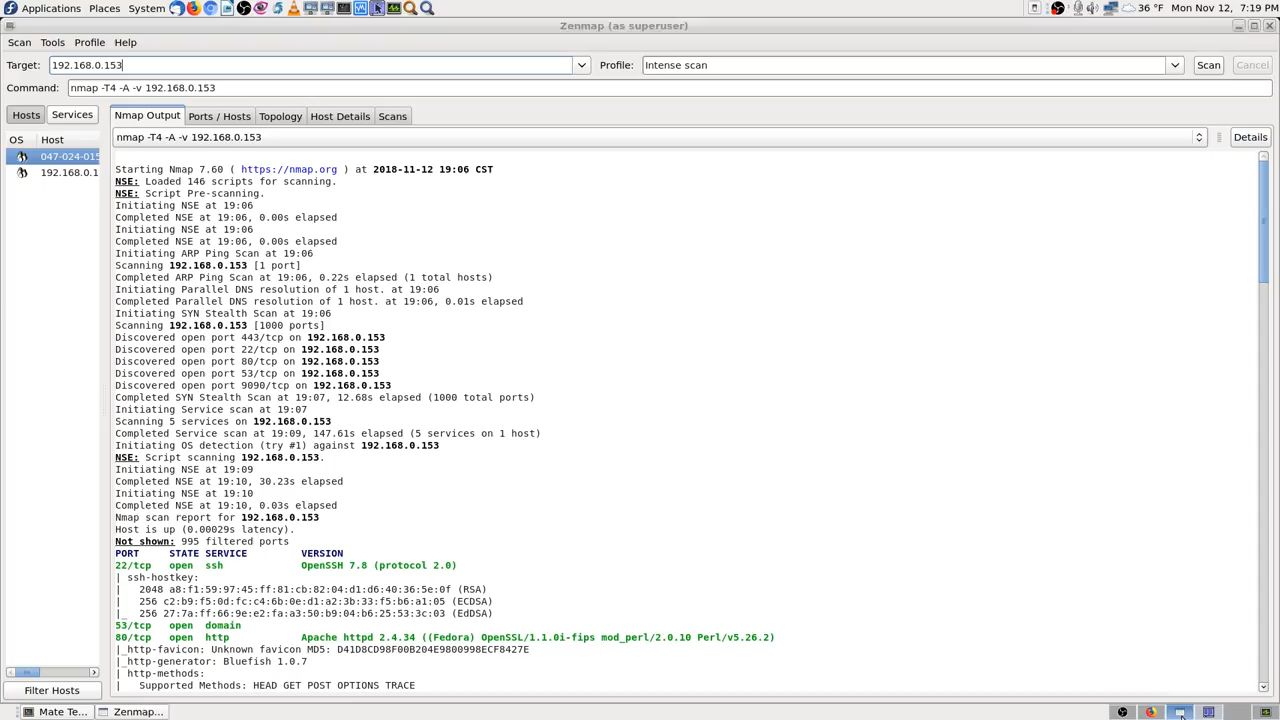 Applications Places System 36 °F Mon Nov 12, 7:19 PM
Zenmap (as superuser)
Scan Tools Profile Help
Target: 192.168.0.153 Profile: Intense scan Scan Cancel
Command: nmap -T4 -A -v 192.168.0.153
Hosts Services Nmap Output Ports / Hosts Topology Host Details Scans
OS Host
047-024-015
192.168.0.1
nmap -T4 -A -v 192.168.0.153 Details
Starting Nmap 7.60 ( https://nmap.org ) at 2018-11-12 19:06 CST
NSE: Loaded 146 scripts for scanning.
NSE: Script Pre-scanning.
Initiating NSE at 19:06
Completed NSE at 19:06, 0.00s elapsed
Initiating NSE at 19:06
Completed NSE at 19:06, 0.00s elapsed
Initiating ARP Ping Scan at 19:06
Scanning 192.168.0.153 [1 port]
Completed ARP Ping Scan at 19:06, 0.22s elapsed (1 total hosts)
Initiating Parallel DNS resolution of 1 host. at 19:06
Completed Parallel DNS resolution of 1 host. at 19:06, 0.01s elapsed
Initiating SYN Stealth Scan at 19:06
Scanning 192.168.0.153 [1000 ports]
Discovered open port 443/tcp on 192.168.0.153
Discovered open port 22/tcp on 192.168.0.153
Discovered open port 80/tcp on 192.168.0.153
Discovered open port 53/tcp on 192.168.0.153
Discovered open port 9090/tcp on 192.168.0.153
Completed SYN Stealth Scan at 19:07, 12.68s elapsed (1000 total ports)
Initiating Service scan at 19:07
Scanning 5 services on 192.168.0.153
Completed Service scan at 19:09, 147.61s elapsed (5 services on 1 host)
Initiating OS detection (try #1) against 192.168.0.153
NSE: Script scanning 192.168.0.153.
Initiating NSE at 19:09
Completed NSE at 19:10, 30.23s elapsed
Initiating NSE at 19:10
Completed NSE at 19:10, 0.03s elapsed
Nmap scan report for 192.168.0.153
Host is up (0.00029s latency).
Not shown: 995 filtered ports
PORT STATE SERVICE VERSION
22/tcp open ssh OpenSSH 7.8 (protocol 2.0)
| ssh-hostkey:
| 2048 a8:f1:59:97:45:ff:81:cb:82:04:d1:d6:40:36:5e:0f (RSA)
| 256 c2:b9:f5:0d:fc:c4:6b:0e:d1:a2:3b:33:f5:b6:a1:05 (ECDSA)
|_ 256 27:7a:ff:66:9e:e2:fa:a3:50:b9:04:b6:25:53:3c:03 (EdDSA)
53/tcp open domain
80/tcp open http Apache httpd 2.4.34 ((Fedora) OpenSSL/1.1.0i-fips mod_perl/2.0.10 Perl/v5.26.2)
|_http-favicon: Unknown favicon MD5: D41D8CD98F00B204E9800998ECF8427E
|_http-generator: Bluefish 1.0.7
| http-methods:
| Supported Methods: HEAD GET POST OPTIONS TRACE
Filter Hosts
Mate Te... Zenmap...